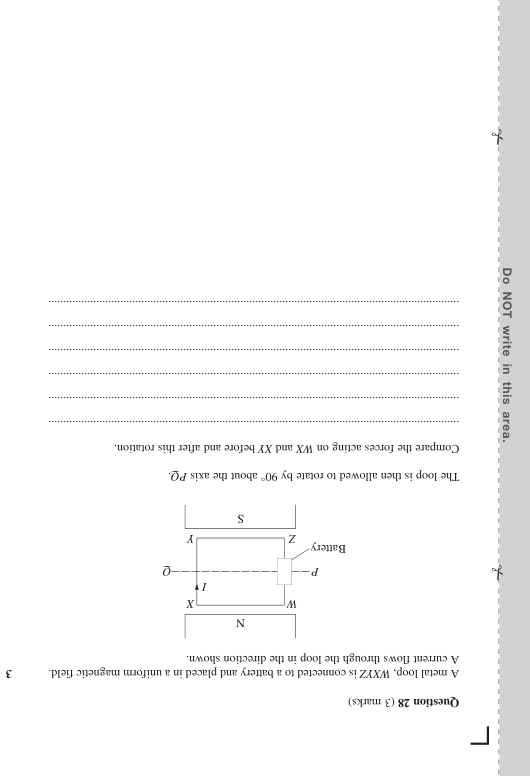 Question 28 (3 marks)
A metal loop, WXYZ is connected to a battery and placed in a uniform magnetic field. 3
A current flows through the loop in the direction shown.
N
W X
I
P Q
Battery
Z Y
S
The loop is then allowed to rotate by 90° about the axis PQ.
Compare the forces acting on WX and XY before and after this rotation.
Do NOT write in this area.